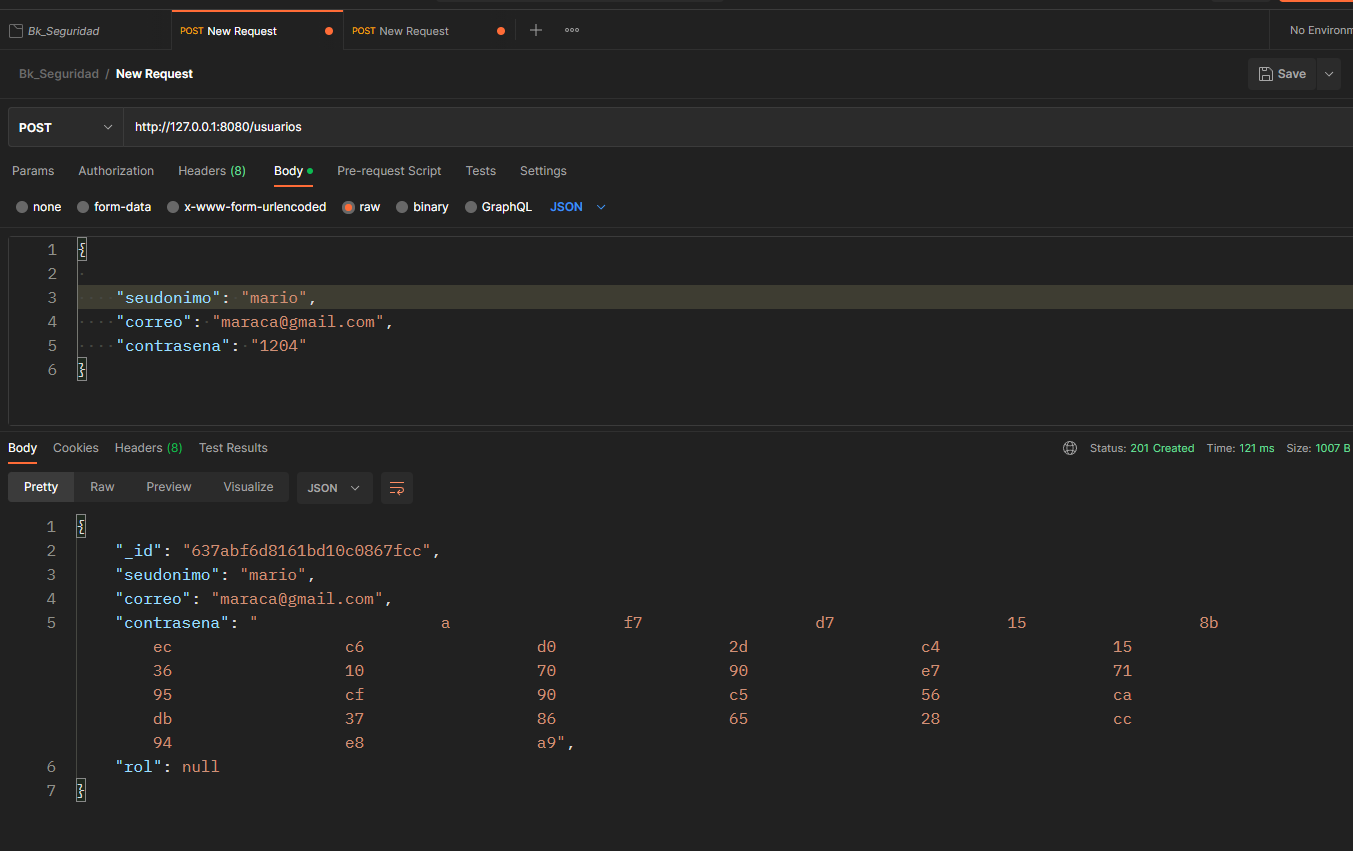 Bk_Seguridad POST New Request POST New Request + No Environm
Bk_Seguridad / New Request Save
POST http://127.0.0.1:8080/usuarios
Params Authorization Headers (8) Body Pre-request Script Tests Settings
none form-data x-www-form-urlencoded raw binary GraphQL JSON
1 {
2
3 "seudonimo": "mario",
4 "correo": "maraca@gmail.com",
5 "contrasena": "1204"
6 }
Body Cookies Headers (8) Test Results Status: 201 Created Time: 121 ms Size: 1007 B
Pretty Raw Preview Visualize JSON
1 {
2 "_id": "637abf6d8161bd10c0867fcc",
3 "seudonimo": "mario",
4 "correo": "maraca@gmail.com",
5 "contrasena": " a f7 d7 15 8b
ec c6 d0 2d c4 15
36 10 70 90 e7 71
95 cf 90 c5 56 ca
db 37 86 65 28 cc
94 e8 a9",
6 "rol": null
7 }